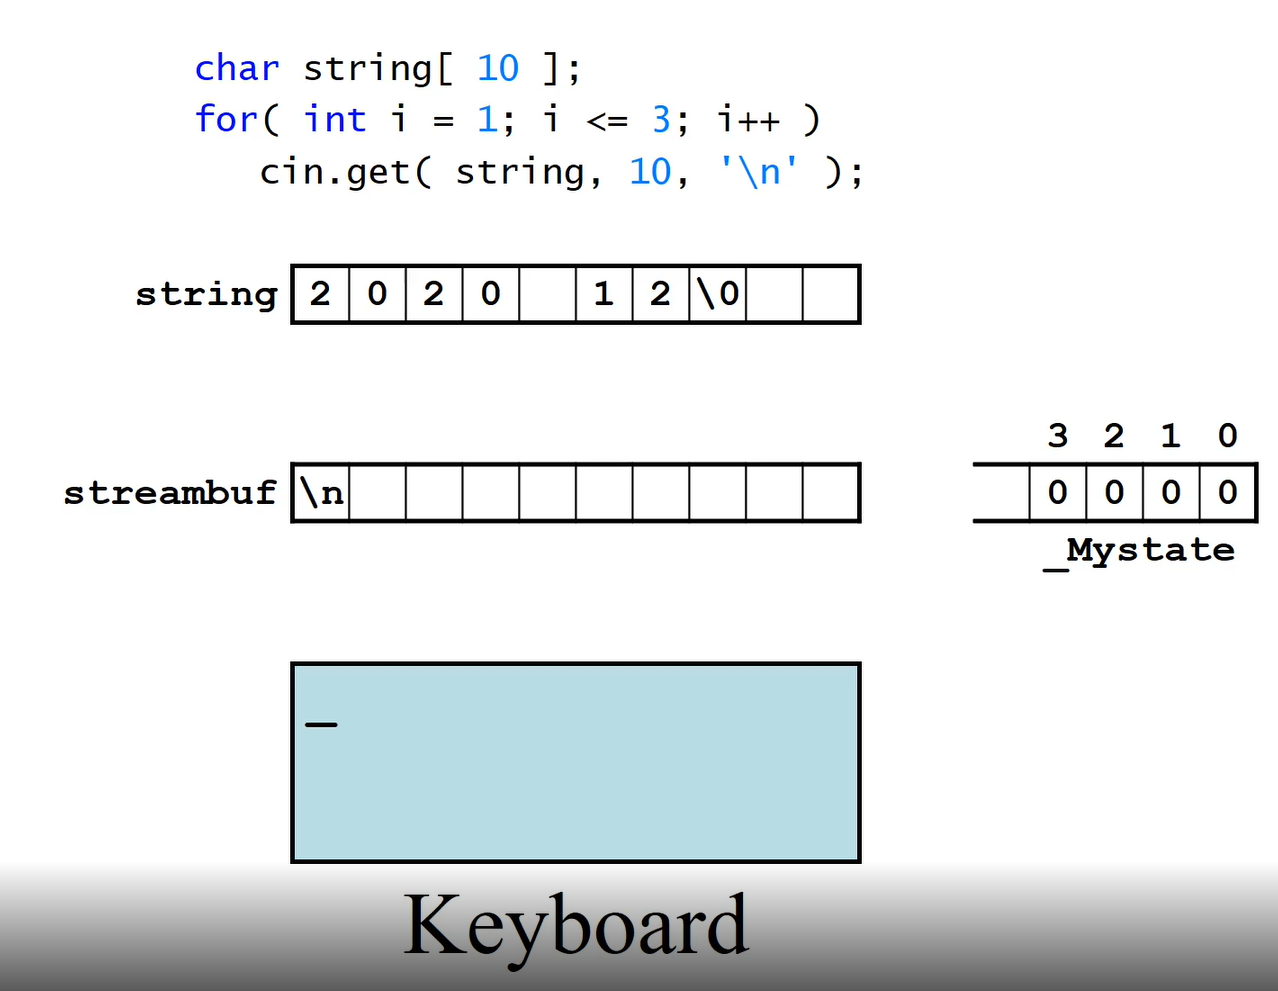 char string[ 10 ];
for( int i = 1; i <= 3; i++ )
cin.get( string, 10, '\n' );
string 2 0 2 0 1 2 \0
3 2 1 0
streambuf \n 0 0 0 0
_Mystate
_
Keyboard